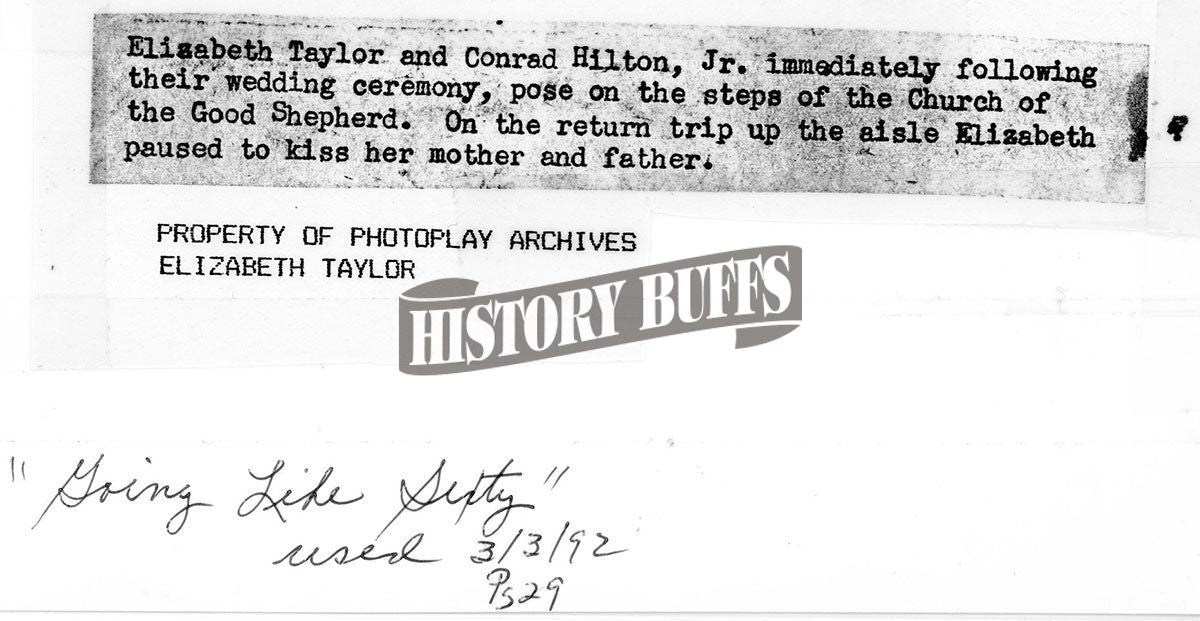 Elizabeth Taylor and Conrad Hilton, Jr. immediately following
their wedding ceremony, pose on the steps of the Church of
the Good Shepherd. On the return trip up the aisle Elizabeth
paused to kiss her mother and father.
PROPERTY OF PHOTOPLAY ARCHIVES
ELIZABETH TAYLOR
HISTORY BUFFS
"Going Like Sixty"
used 3/3/92
Pg 29